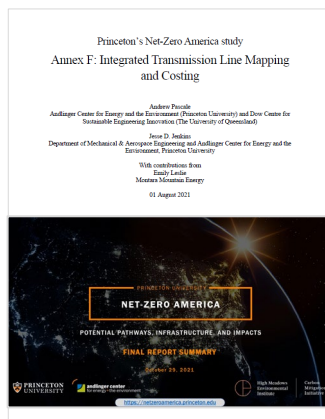 Princeton's Net-Zero America study
Annex F: Integrated Transmission Line Mapping
and Costing
Andrew Pascale
Andlinger Center for Energy and the Environment (Princeton University) and Dow Centre for
Sustainable Engineering Innovation (The University of Queensland)
Jesse D. Jenkins
Department of Mechanical & Aerospace Engineering and Andlinger Center for Energy and the
Environment, Princeton University
With contributions from
Emily Leslie
Montara Mountain Energy
01 August 2021
PRINCETON UNIVERSITY
NET-ZERO AMERICA
POTENTIAL PATHWAYS, INFRASTRUCTURE, AND IMPACTS
FINAL REPORT SUMMARY
October 29, 2021
PRINCETON
UNIVERSITY
andlinger center
for energy+the environment
High Meadows
Environmental
Institute
Carbon
Mitigation
Initiative
https://netzeroamerica.princeton.edu